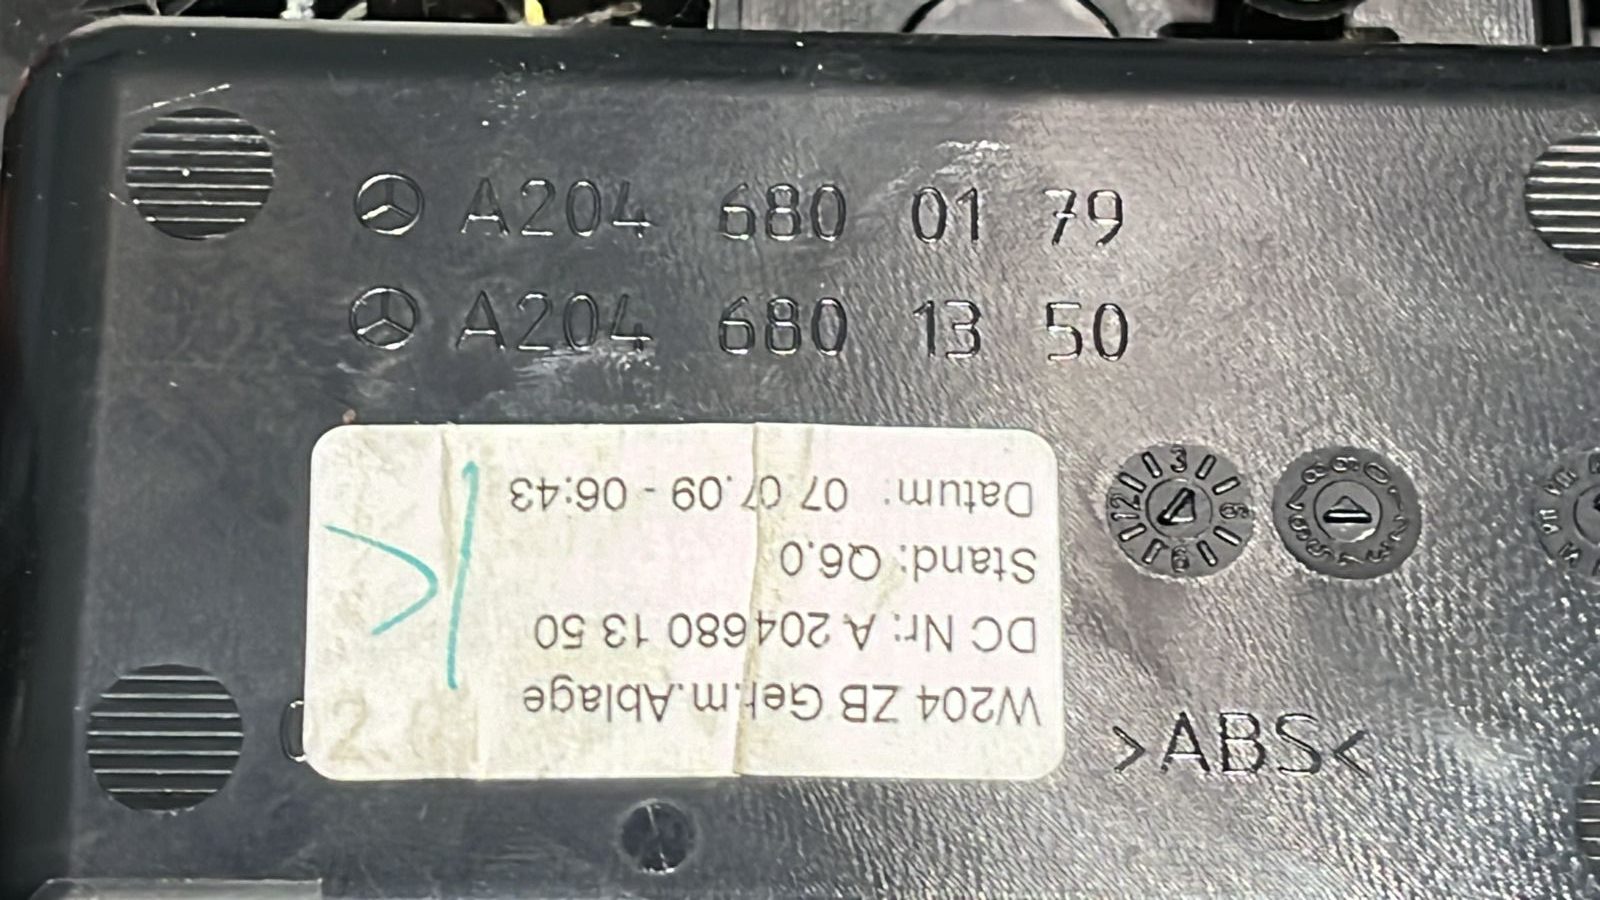 A204 680 01 79
A204 680 13 50
W204 ZB Get.m.Ablage
DC Nr.: A 204 680 13 50
Stand: Q6.0
Datum: 07.07.09 - 06:43
>ABS<